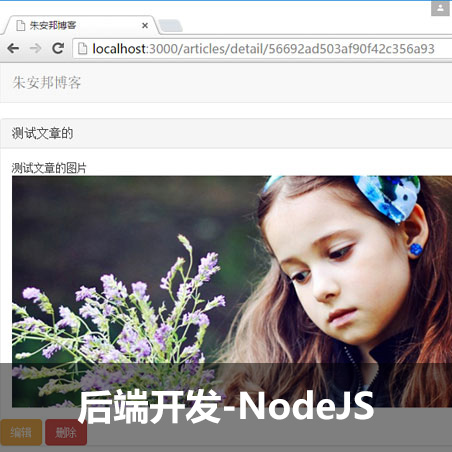 朱安邦博客
localhost:3000/articles/detail/56692ad503af90f42c356a93
朱安邦博客
测试文章的
测试文章的图片
后端开发-NodeJS
编辑 删除